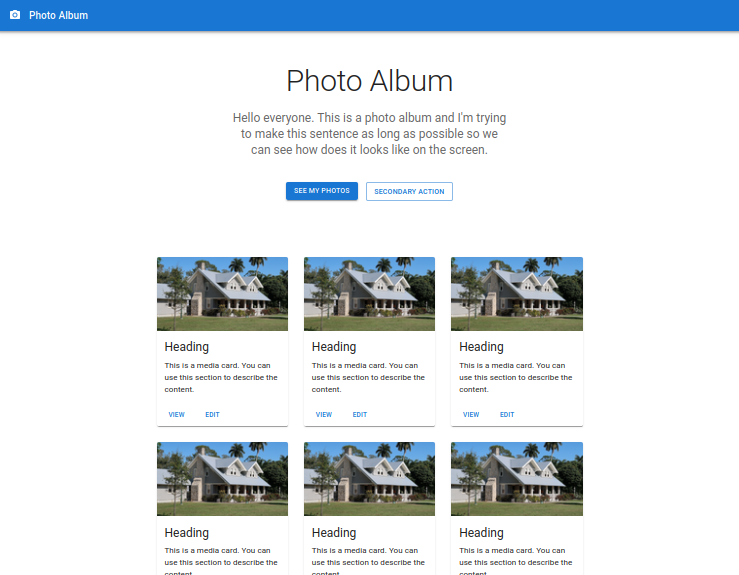 Photo Album
Photo Album
Hello everyone. This is a photo album and I'm trying
to make this sentence as long as possible so we
can see how does it looks like on the screen.
SEE MY PHOTOS
SECONDARY ACTION
Heading
This is a media card. You can
use this section to describe the
content.
VIEW
EDIT
Heading
This is a media card. You can
use this section to describe the
content.
VIEW
EDIT
Heading
This is a media card. You can
use this section to describe the
content.
VIEW
EDIT
Heading
This is a media card. You can
use this section to describe the
content.
Heading
This is a media card. You can
use this section to describe the
content.
Heading
This is a media card. You can
use this section to describe the
content.